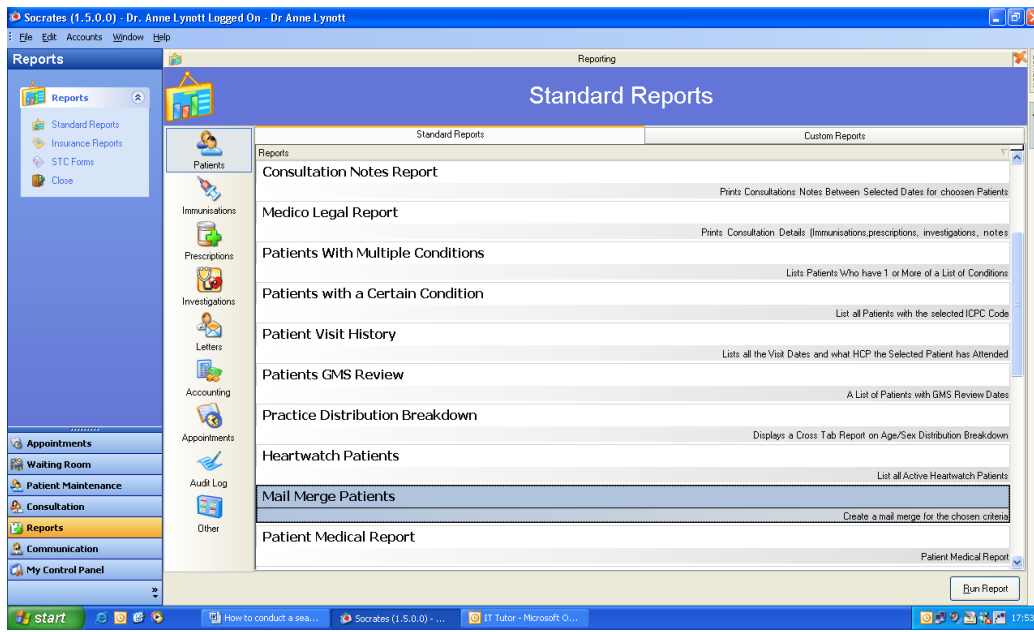 Socrates (1.5.0.0) - Dr. Anne Lynott Logged On - Dr Anne Lynott
File Edit Accounts Window Help
Reports
Reporting
Reports
Standard Reports
Insurance Reports
STC Forms
Close
Standard Reports
Patients
Immunisations
Prescriptions
Investigations
Letters
Accounting
Appointments
Audit Log
Other
Standard Reports
Custom Reports
Reports
Consultation Notes Report
Prints Consultations Notes Between Selected Dates for choosen Patients
Medico Legal Report
Prints Consultation Details (Immunisations,prescriptions, investigations, notes
Patients With Multiple Conditions
Lists Patients Who have 1 or More of a List of Conditions
Patients with a Certain Condition
List all Patients with the selected ICPC Code
Patient Visit History
Lists all the Visit Dates and what HCP the Selected Patient has Attended
Patients GMS Review
A List of Patients with GMS Review Dates
Practice Distribution Breakdown
Displays a Cross Tab Report on Age/Sex Distribution Breakdown
Heartwatch Patients
List all Active Heartwatch Patients
Mail Merge Patients
Create a mail merge for the chosen criteria
Patient Medical Report
Patient Medical Report
Appointments
Waiting Room
Patient Maintenance
Consultation
Reports
Communication
My Control Panel
Run Report
start
How to conduct a sea...
Socrates (1.5.0.0) - ...
IT Tutor - Microsoft O...
17:53